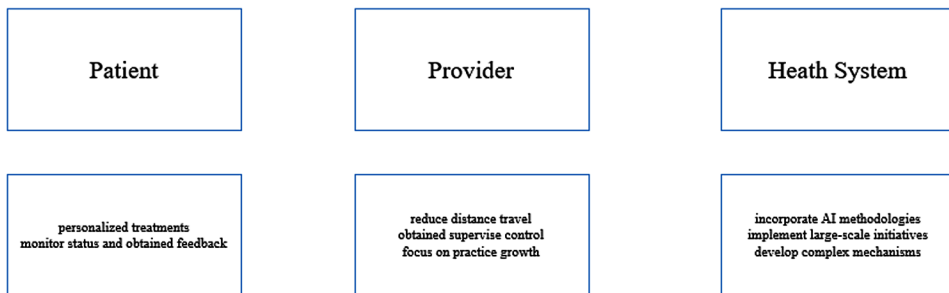 Patient
Provider
Heath System
personalized treatments
monitor status and obtained feedback
reduce distance travel
obtained supervise control
focus on practice growth
incorporate AI methodologies
implement large-scale initiatives
develop complex mechanisms